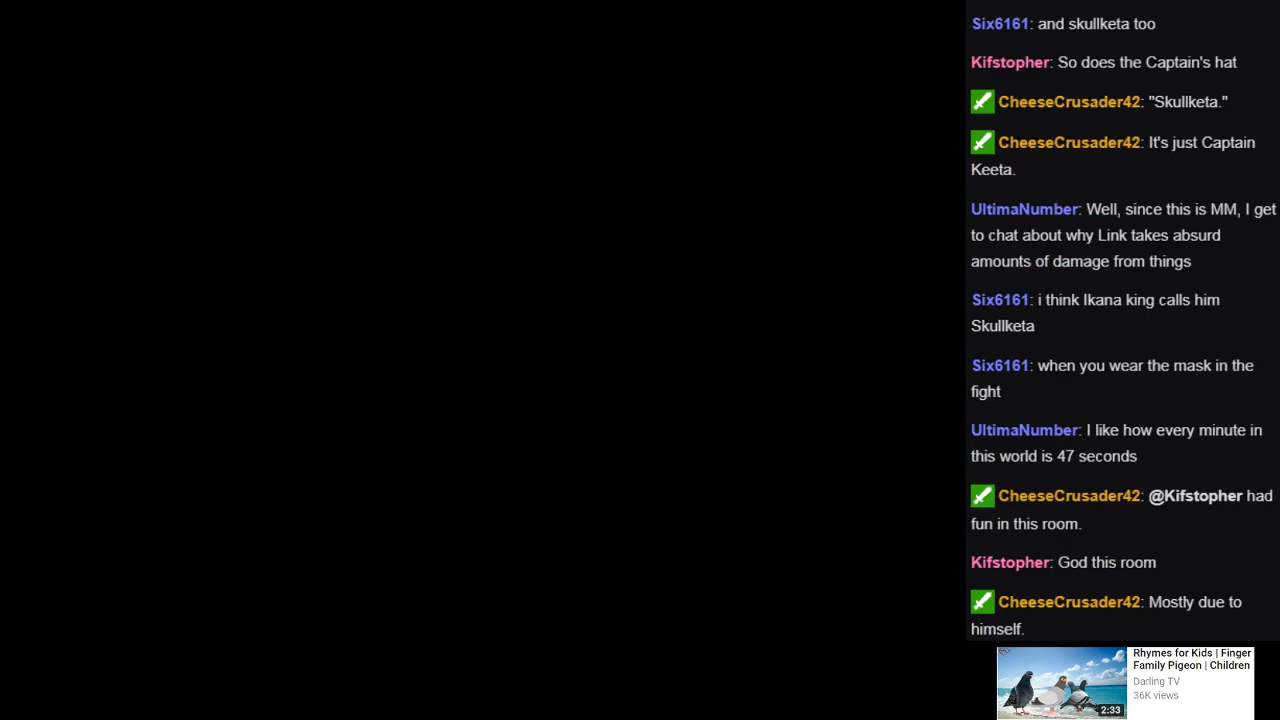 Six6161: and skullketa too
Kifstopher: So does the Captain's hat
CheeseCrusader42: "Skullketa."
CheeseCrusader42: It's just Captain
Keeta.
UltimaNumber: Well, since this is MM, I get
to chat about why Link takes absurd
amounts of damage from things
Six6161: i think Ikana king calls him
Skullketa
Six6161: when you wear the mask in the
fight
UltimaNumber: I like how every minute in
this world is 47 seconds
CheeseCrusader42: @Kifstopher had
fun in this room.
Kifstopher: God this room
CheeseCrusader42: Mostly due to
himself.
Rhymes for Kids | Finger
Family Pigeon | Children
Darling TV
36K views
2:33